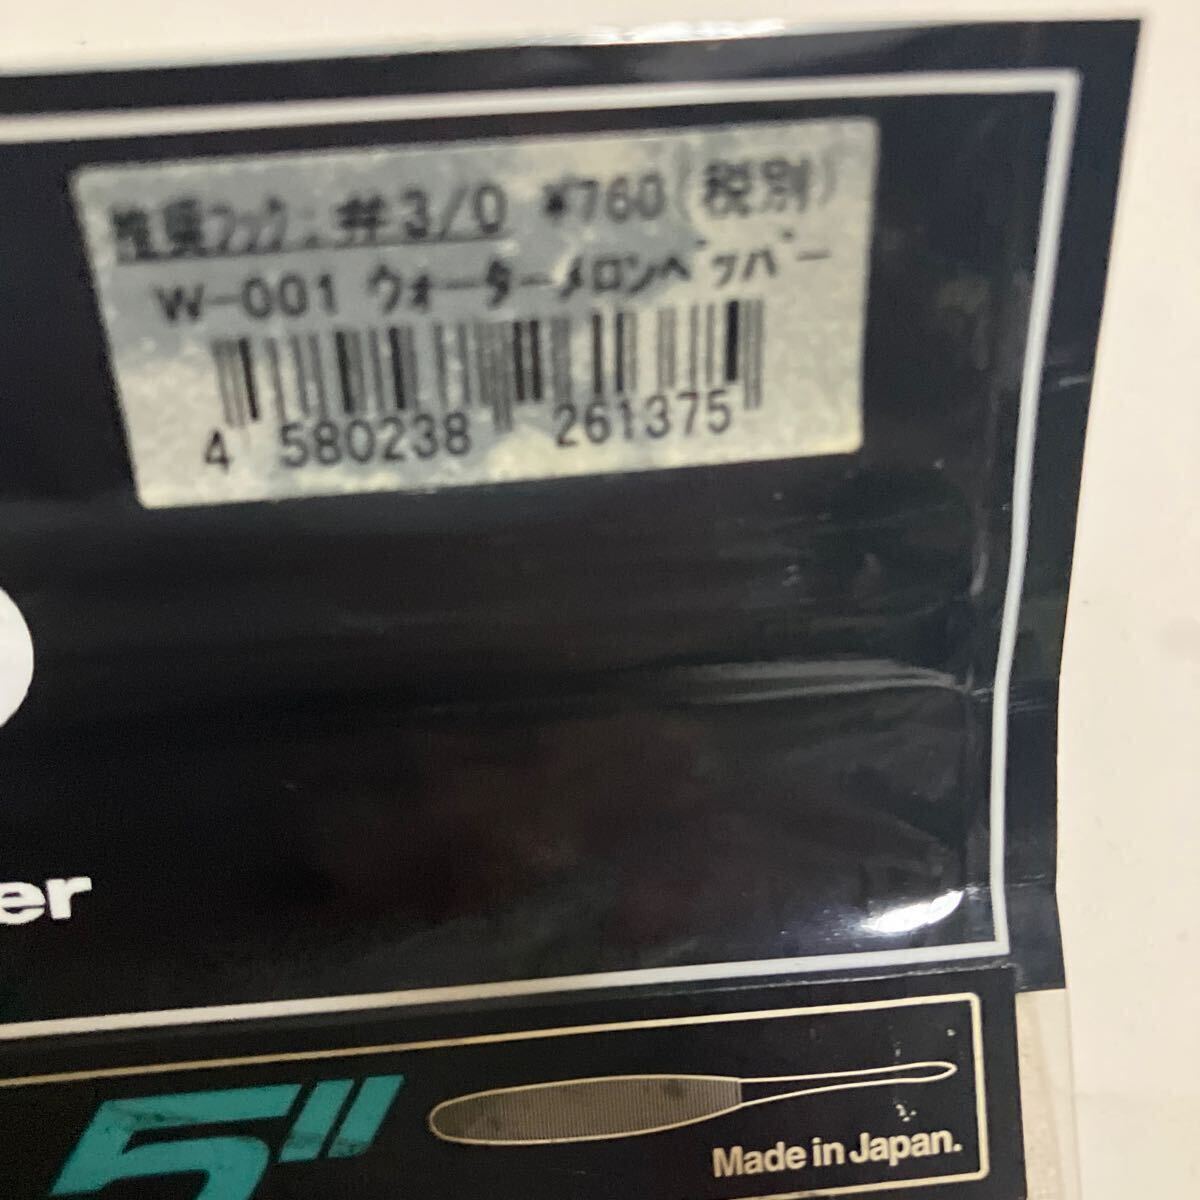 推奨フック：#3/0 ¥760(税別)
W-001 ウォーターメロンペッパー
4 580238 261375
er
5"
Made in Japan.